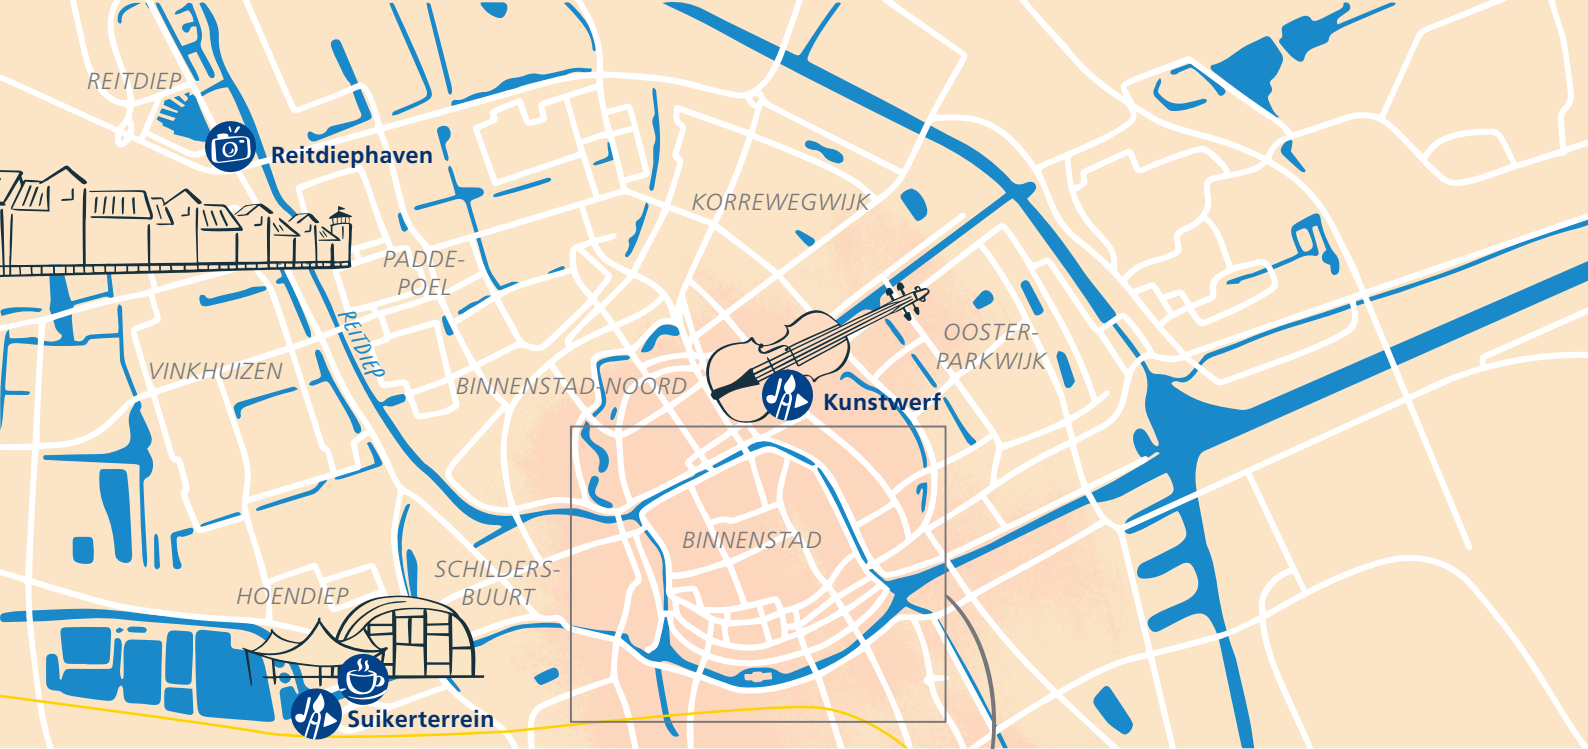 REITDIEP
Reitdiephaven
KORREWEGWIJK
PADDE-
POEL
REITDIEP
VINKHUIZEN
BINNENSTAD-NOORD
OOSTER-
PARKWIJK
Kunstwerf
BINNENSTAD
SCHILDERS-
BUURT
HOENDIEP
Suikerterrein